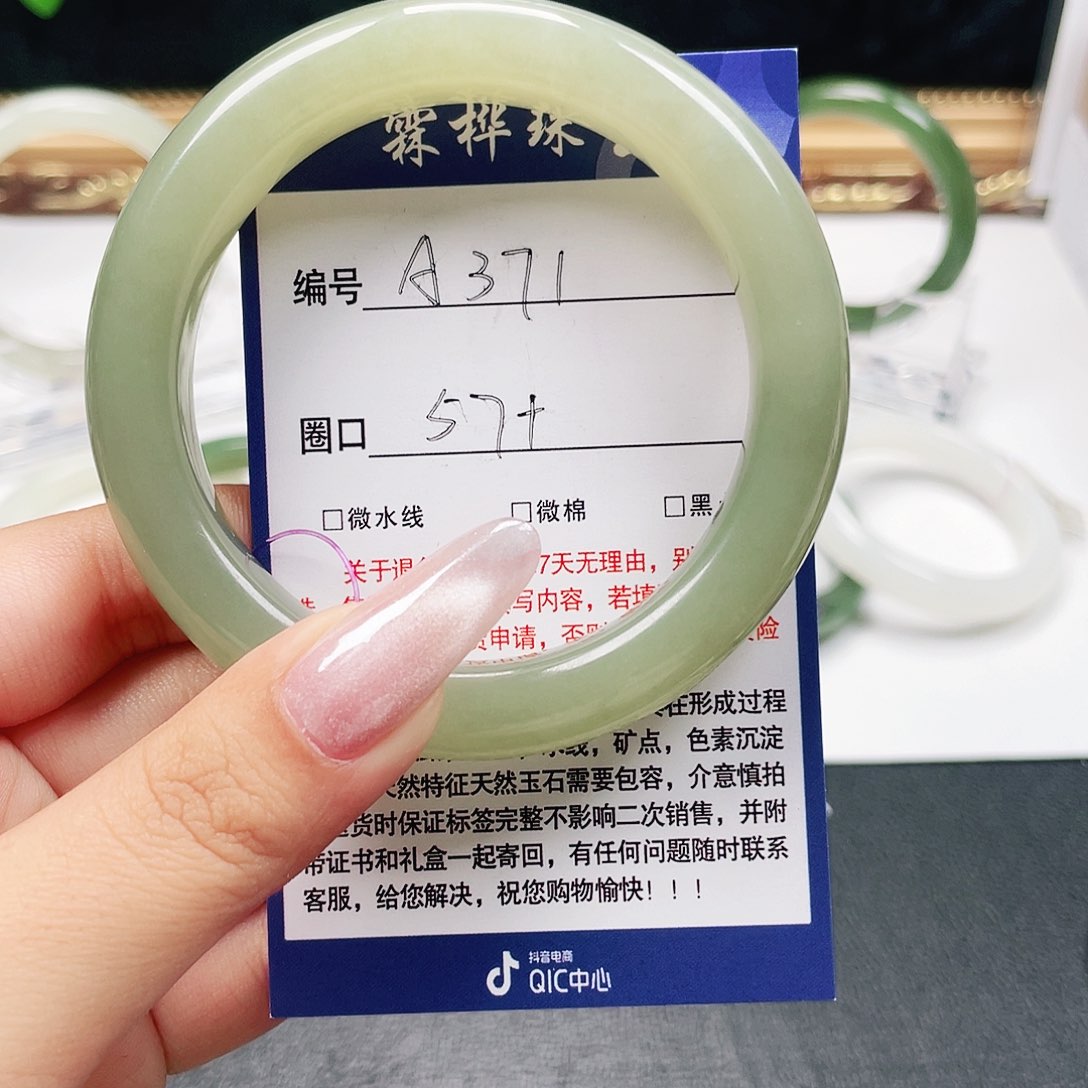 霖桦珠
编号 A371
圈口 57+
□微水线 □微棉 □黑
关于退 7天无理由，
写内容，若填
申请，否则 险
在形成过程
水线，矿点，色素沉淀
然特征天然玉石需要包容，介意慎拍
货时保证标签完整不影响二次销售，并附
带证书和礼盒一起寄回，有任何问题随时联系
客服，给您解决，祝您购物愉快！！！
抖音电商
QIC中心